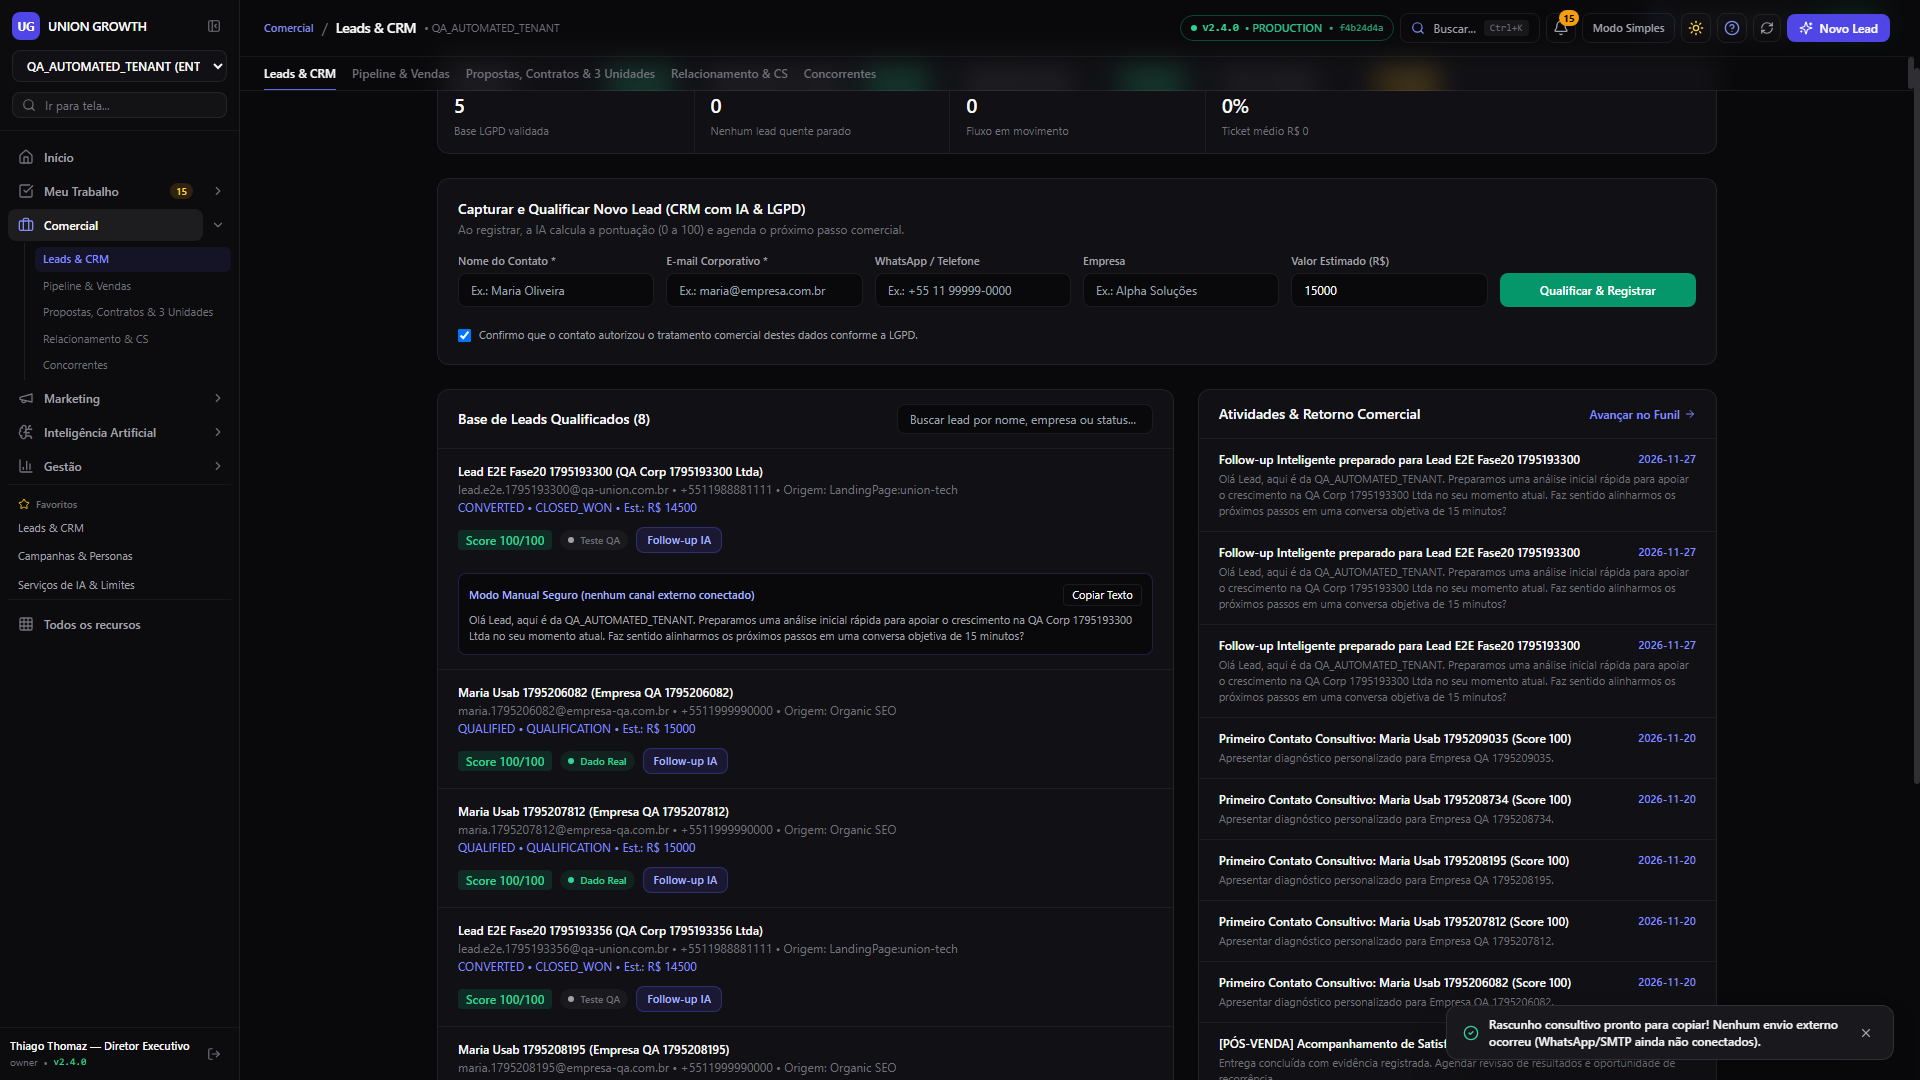 UG UNION GROWTH
QA_AUTOMATED_TENANT (ENT
Ir para tela...
Início
Meu Trabalho 15
Comercial
Leads & CRM
Pipeline & Vendas
Propostas, Contratos & 3 Unidades
Relacionamento & CS
Concorrentes
Marketing
Inteligência Artificial
Gestão
Favoritos
Leads & CRM
Campanhas & Personas
Serviços de IA & Limites
Todos os recursos
Thiago Thomaz — Diretor Executivo
owner • v2.4.0
Comercial / Leads & CRM • QA_AUTOMATED_TENANT
v2.4.0 • PRODUCTION • f4b24d4a
Buscar... Ctrl+K
15
Modo Simples
Novo Lead
Leads & CRM Pipeline & Vendas Propostas, Contratos & 3 Unidades Relacionamento & CS Concorrentes
5 0 0 0%
Base LGPD validada Nenhum lead quente parado Fluxo em movimento Ticket médio R$ 0
Capturar e Qualificar Novo Lead (CRM com IA & LGPD)
Ao registrar, a IA calcula a pontuação (0 a 100) e agenda o próximo passo comercial.
Nome do Contato * E-mail Corporativo * WhatsApp / Telefone Empresa Valor Estimado (R$)
Ex.: Maria Oliveira Ex.: maria@empresa.com.br Ex.: +55 11 99999-0000 Ex.: Alpha Soluções 15000 Qualificar & Registrar
Confirmo que o contato autorizou o tratamento comercial destes dados conforme a LGPD.
Base de Leads Qualificados (8)
Buscar lead por nome, empresa ou status...
Lead E2E Fase20 1795193300 (QA Corp 1795193300 Ltda)
lead.e2e.1795193300@qa-union.com.br • +5511988881111 • Origem: LandingPage:union-tech
CONVERTED • CLOSED_WON • Est.: R$ 14500
Score 100/100 Teste QA Follow-up IA
Modo Manual Seguro (nenhum canal externo conectado) Copiar Texto
Olá Lead, aqui é da QA_AUTOMATED_TENANT. Preparamos uma análise inicial rápida para apoiar o crescimento na QA Corp 1795193300
Ltda no seu momento atual. Faz sentido alinharmos os próximos passos em uma conversa objetiva de 15 minutos?
Maria Usab 1795206082 (Empresa QA 1795206082)
maria.1795206082@empresa-qa.com.br • +5511999990000 • Origem: Organic SEO
QUALIFIED • QUALIFICATION • Est.: R$ 15000
Score 100/100 Dado Real Follow-up IA
Maria Usab 1795207812 (Empresa QA 1795207812)
maria.1795207812@empresa-qa.com.br • +5511999990000 • Origem: Organic SEO
QUALIFIED • QUALIFICATION • Est.: R$ 15000
Score 100/100 Dado Real Follow-up IA
Lead E2E Fase20 1795193356 (QA Corp 1795193356 Ltda)
lead.e2e.1795193356@qa-union.com.br • +5511988881111 • Origem: LandingPage:union-tech
CONVERTED • CLOSED_WON • Est.: R$ 14500
Score 100/100 Teste QA Follow-up IA
Maria Usab 1795208195 (Empresa QA 1795208195)
maria.1795208195@empresa-qa.com.br • +5511999990000 • Origem: Organic SEO
Atividades & Retorno Comercial Avançar no Funil
Follow-up Inteligente preparado para Lead E2E Fase20 1795193300 2026-11-27
Olá Lead, aqui é da QA_AUTOMATED_TENANT. Preparamos uma análise inicial rápida para apoiar
o crescimento na QA Corp 1795193300 Ltda no seu momento atual. Faz sentido alinharmos os
próximos passos em uma conversa objetiva de 15 minutos?
Follow-up Inteligente preparado para Lead E2E Fase20 1795193300 2026-11-27
Olá Lead, aqui é da QA_AUTOMATED_TENANT. Preparamos uma análise inicial rápida para apoiar
o crescimento na QA Corp 1795193300 Ltda no seu momento atual. Faz sentido alinharmos os
próximos passos em uma conversa objetiva de 15 minutos?
Follow-up Inteligente preparado para Lead E2E Fase20 1795193300 2026-11-27
Olá Lead, aqui é da QA_AUTOMATED_TENANT. Preparamos uma análise inicial rápida para apoiar
o crescimento na QA Corp 1795193300 Ltda no seu momento atual. Faz sentido alinharmos os
próximos passos em uma conversa objetiva de 15 minutos?
Primeiro Contato Consultivo: Maria Usab 1795209035 (Score 100) 2026-11-20
Apresentar diagnóstico personalizado para Empresa QA 1795209035.
Primeiro Contato Consultivo: Maria Usab 1795208734 (Score 100) 2026-11-20
Apresentar diagnóstico personalizado para Empresa QA 1795208734.
Primeiro Contato Consultivo: Maria Usab 1795208195 (Score 100) 2026-11-20
Apresentar diagnóstico personalizado para Empresa QA 1795208195.
Primeiro Contato Consultivo: Maria Usab 1795207812 (Score 100) 2026-11-20
Apresentar diagnóstico personalizado para Empresa QA 1795207812.
Primeiro Contato Consultivo: Maria Usab 1795206082 (Score 100) 2026-11-20
Apresentar diagnóstico personalizado para Empresa QA 1795206082.
[PÓS-VENDA] Acompanhamento de Satisf
Entrega concluída com evidência registrada. Agendar revisão de resultados e oportunidade de
recorrência.
Rascunho consultivo pronto para copiar! Nenhum envio externo
ocorreu (WhatsApp/SMTP ainda não conectados).